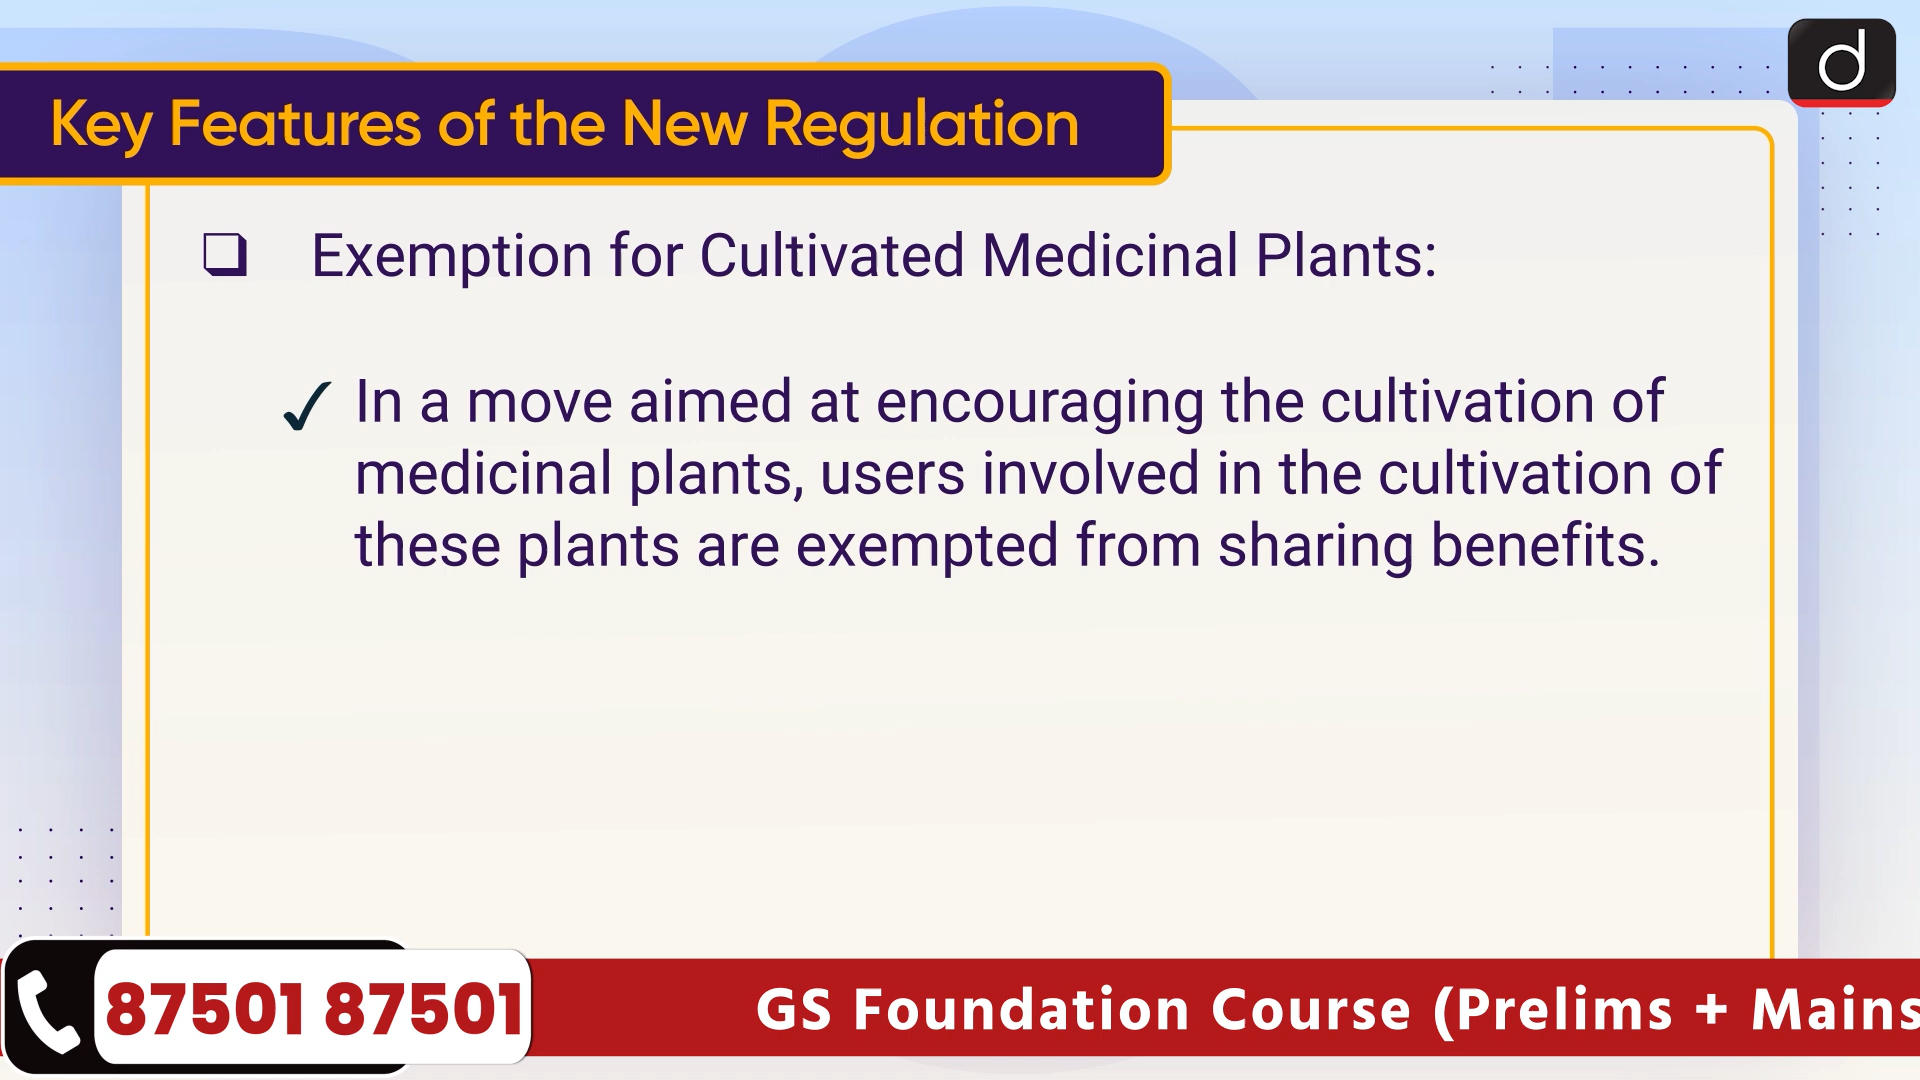 Key Features of the New Regulation
❑ Exemption for Cultivated Medicinal Plants:
✓ In a move aimed at encouraging the cultivation of
medicinal plants, users involved in the cultivation of
these plants are exempted from sharing benefits.
87501 87501
GS Foundation Course (Prelims + Mains
d